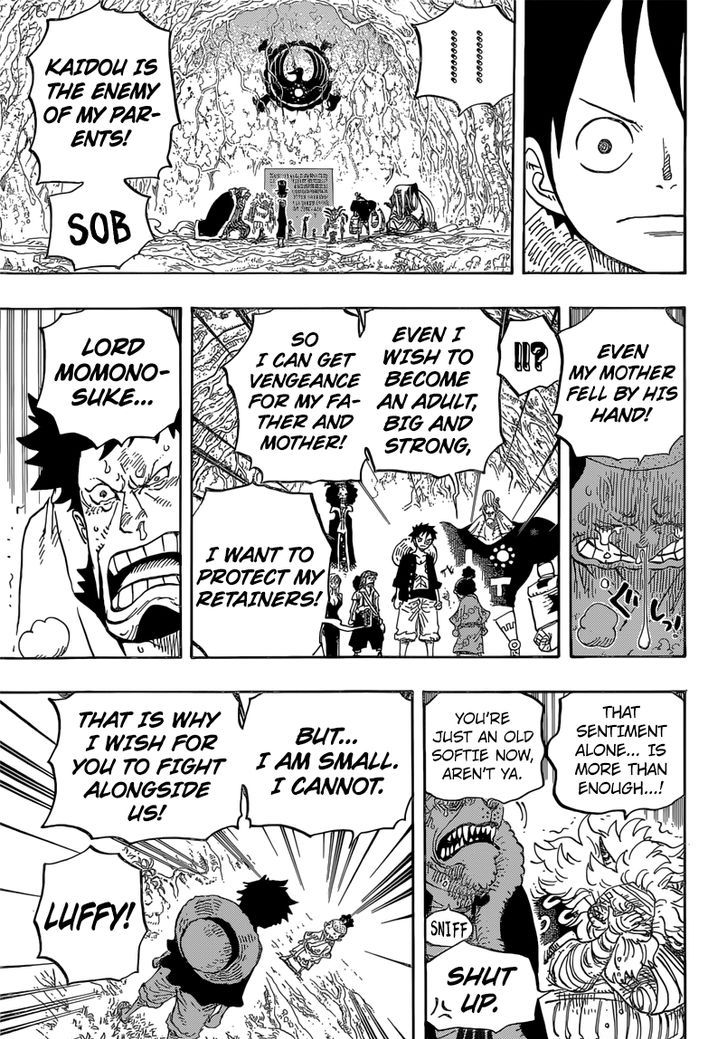 !!
KAIDOU IS
THE ENEMY
OF MY PAR-
ENTS!
SOB
EVEN
MY MOTHER
FELL BY HIS
HAND!
!!?
EVEN I
WISH TO
BECOME
AN ADULT,
BIG AND
STRONG,
SO
I CAN GET
VENGEANCE
FOR MY FA-
THER AND
MOTHER!
I WANT TO
PROTECT MY
RETAINERS!
LORD
MOMONO-
SUKE...
THAT
SENTIMENT
ALONE... IS
MORE THAN
ENOUGH...!
YOU'RE
JUST AN OLD
SOFTIE NOW,
AREN'T YA.
SNIFF
SHUT
UP.
BUT...
I AM SMALL.
I CANNOT.
THAT IS WHY
I WISH FOR
YOU TO FIGHT
ALONGSIDE
US!
LUFFY!